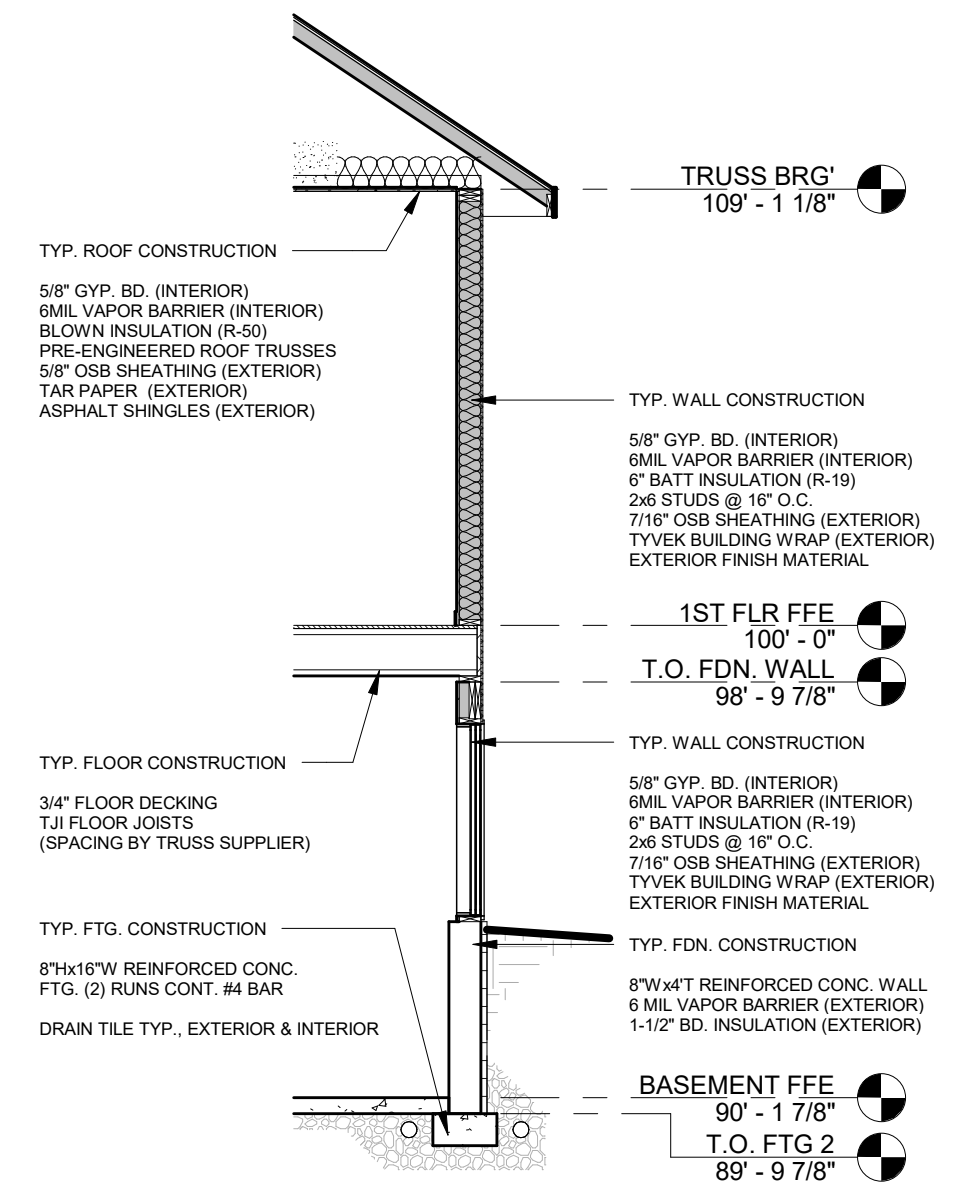 TRUSS BRG'
109' - 1 1/8"
TYP. ROOF CONSTRUCTION
5/8" GYP. BD. (INTERIOR)
6MIL VAPOR BARRIER (INTERIOR)
BLOWN INSULATION (R-50)
PRE-ENGINEERED ROOF TRUSSES
5/8" OSB SHEATHING (EXTERIOR)
TAR PAPER (EXTERIOR)
ASPHALT SHINGLES (EXTERIOR)
TYP. WALL CONSTRUCTION
5/8" GYP. BD. (INTERIOR)
6MIL VAPOR BARRIER (INTERIOR)
6" BATT INSULATION (R-19)
2x6 STUDS @ 16" O.C.
7/16" OSB SHEATHING (EXTERIOR)
TYVEK BUILDING WRAP (EXTERIOR)
EXTERIOR FINISH MATERIAL
1ST FLR FFE
100' - 0"
T.O. FDN. WALL
98' - 9 7/8"
TYP. FLOOR CONSTRUCTION
3/4" FLOOR DECKING
TJI FLOOR JOISTS
(SPACING BY TRUSS SUPPLIER)
TYP. WALL CONSTRUCTION
5/8" GYP. BD. (INTERIOR)
6MIL VAPOR BARRIER (INTERIOR)
6" BATT INSULATION (R-19)
2x6 STUDS @ 16" O.C.
7/16" OSB SHEATHING (EXTERIOR)
TYVEK BUILDING WRAP (EXTERIOR)
EXTERIOR FINISH MATERIAL
TYP. FTG. CONSTRUCTION
8"Hx16"W REINFORCED CONC.
FTG. (2) RUNS CONT. #4 BAR
DRAIN TILE TYP., EXTERIOR & INTERIOR
TYP. FDN. CONSTRUCTION
8"Wx4'T REINFORCED CONC. WALL
6 MIL VAPOR BARRIER (EXTERIOR)
1-1/2" BD. INSULATION (EXTERIOR)
BASEMENT FFE
90' - 1 7/8"
T.O. FTG 2
89' - 9 7/8"